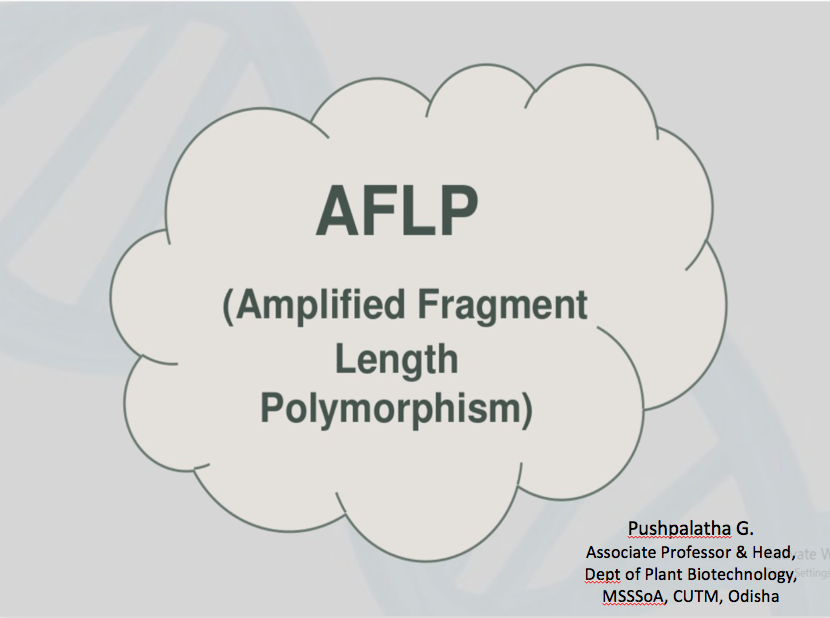 AFLP
(Amplified Fragment
Length
Polymorphism)
Pushpalatha G.
Associate Professor & Head,
Dept of Plant Biotechnology,
MSSSoA, CUTM, Odisha